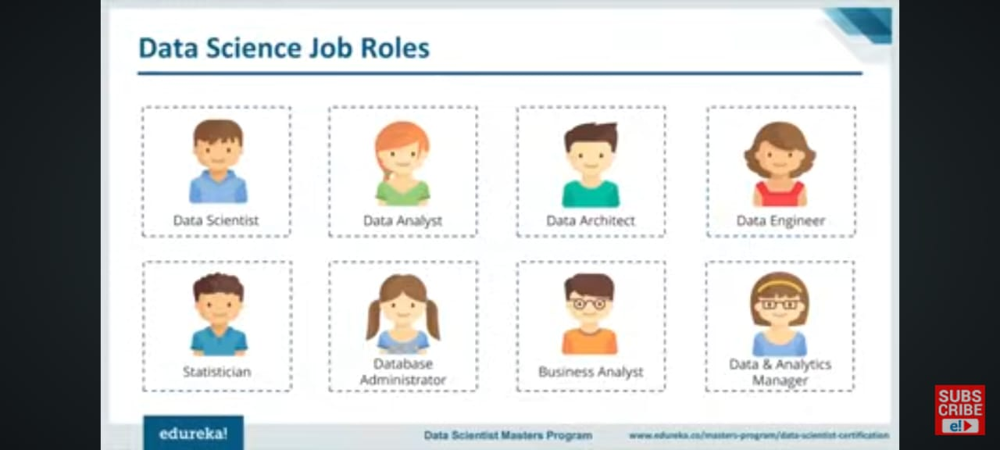 Data Science Job Roles
Data Scientist
Data Analyst
Data Architect
Data Engineer
Statistician
Database
Administrator
Business Analyst
Data & Analytics
Manager
edureka!
Data Scientist Masters Program
www.edureka.co/masters-program/data-scientist-certification
SUBS
CRIBE
e!